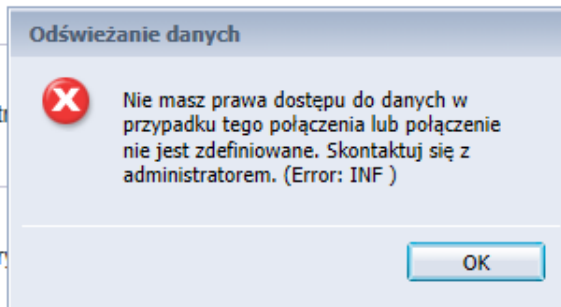 Odświeżanie danych
Nie masz prawa dostępu do danych w
przypadku tego połączenia lub połączenie
nie jest zdefiniowane. Skontaktuj się z
administratorem. (Error: INF )
OK